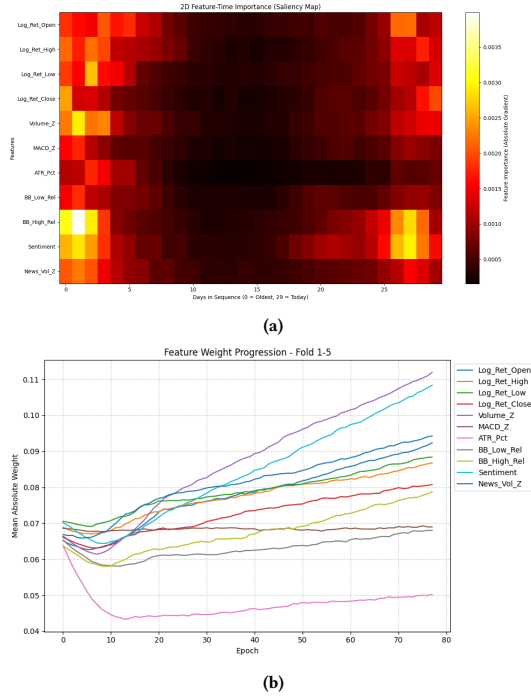 2D Feature-Time Importance (Saliency Map)
Features
Log_Ret_Open
Log_Ret_High
Log_Ret_Low
Log_Ret_Close
Volume_Z
MACD_Z
ATR_Pct
BB_Low_Rel
BB_High_Rel
Sentiment
News_Vol_Z
0 5 10 15 20 25
Days in Sequence (0 = Oldest, 29 = Today)
0.0035
0.0030
0.0025
0.0020
0.0015
0.0010
0.0005
Feature Importance (Absolute Gradient)
(a)
Feature Weight Progression - Fold 1-5
Mean Absolute Weight
0.11
0.10
0.09
0.08
0.07
0.06
0.05
0.04
0 10 20 30 40 50 60 70 80
Epoch
Log_Ret_Open
Log_Ret_High
Log_Ret_Low
Log_Ret_Close
Volume_Z
MACD_Z
ATR_Pct
BB_Low_Rel
BB_High_Rel
Sentiment
News_Vol_Z
(b)